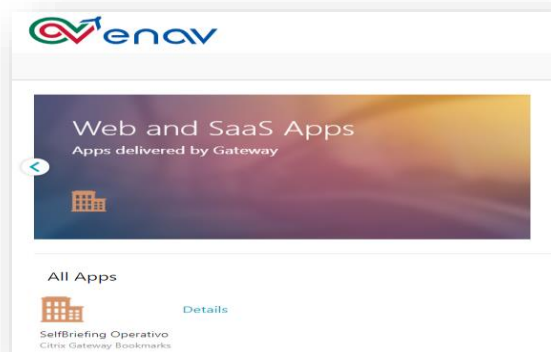 enav
Web and SaaS Apps
Apps delivered by Gateway
All Apps
Details
SelfBriefing Operativo
Citrix Gateway Bookmarks